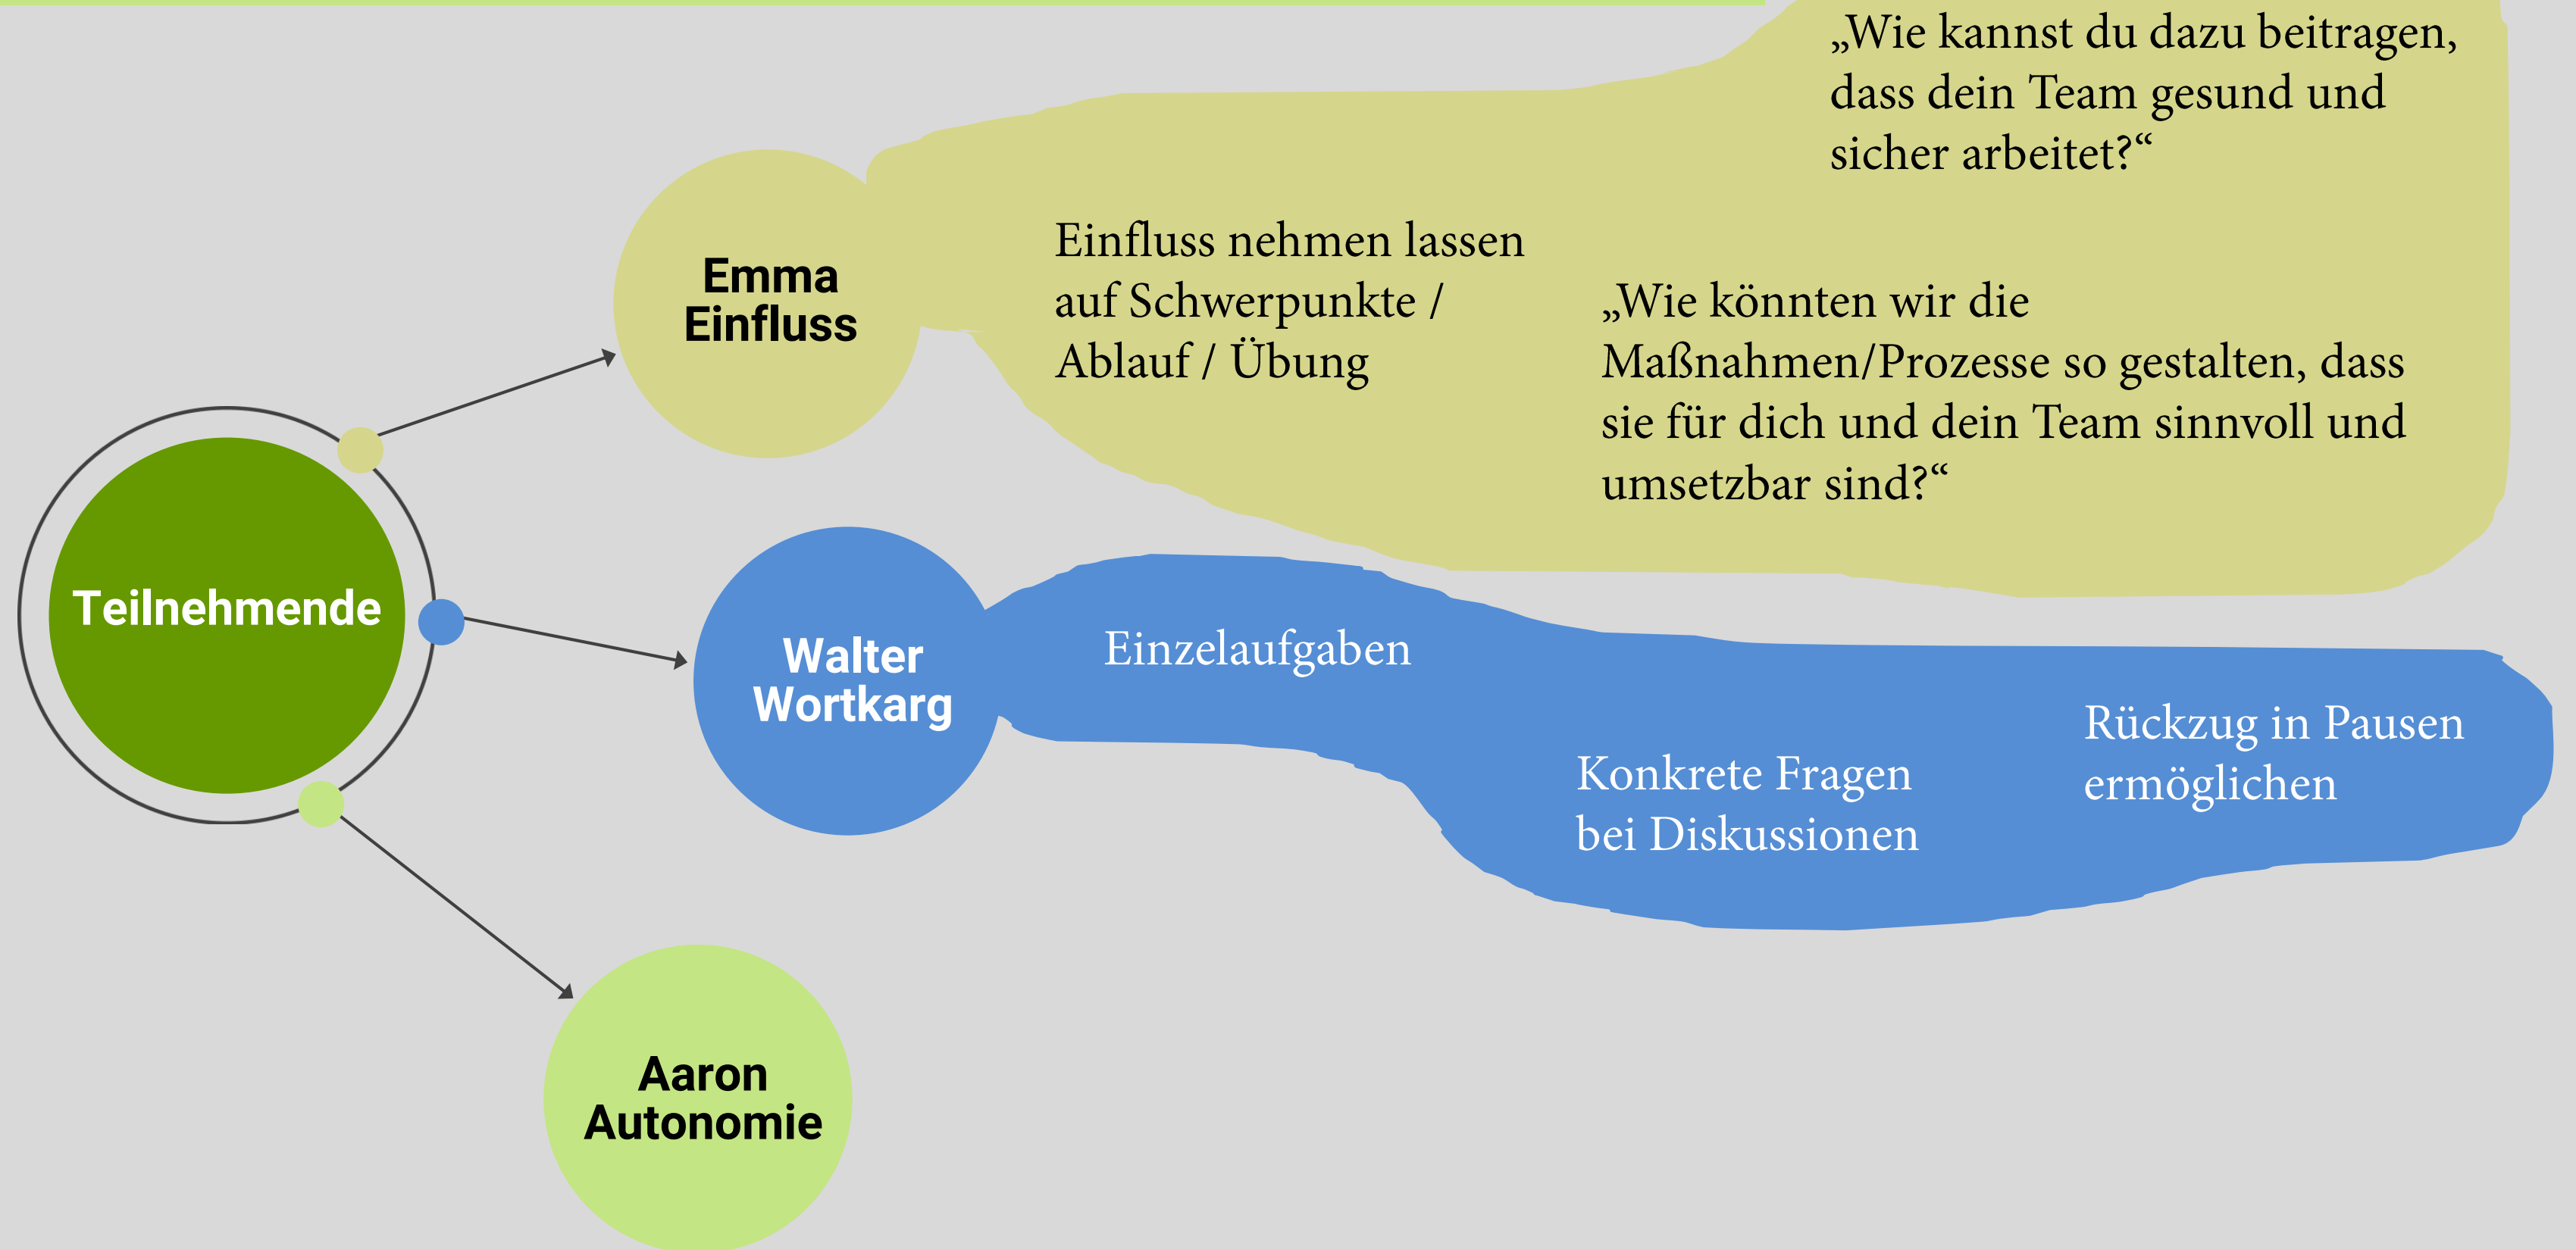 „Wie kannst du dazu beitragen,
dass dein Team gesund und
sicher arbeitet?“
Emma
Einfluss
Einfluss nehmen lassen
auf Schwerpunkte /
Ablauf / Übung
„Wie könnten wir die
Maßnahmen/Prozesse so gestalten, dass
sie für dich und dein Team sinnvoll und
umsetzbar sind?“
Teilnehmende
Walter
Wortkarg
Einzelaufgaben
Konkrete Fragen
bei Diskussionen
Rückzug in Pausen
ermöglichen
Aaron
Autonomie